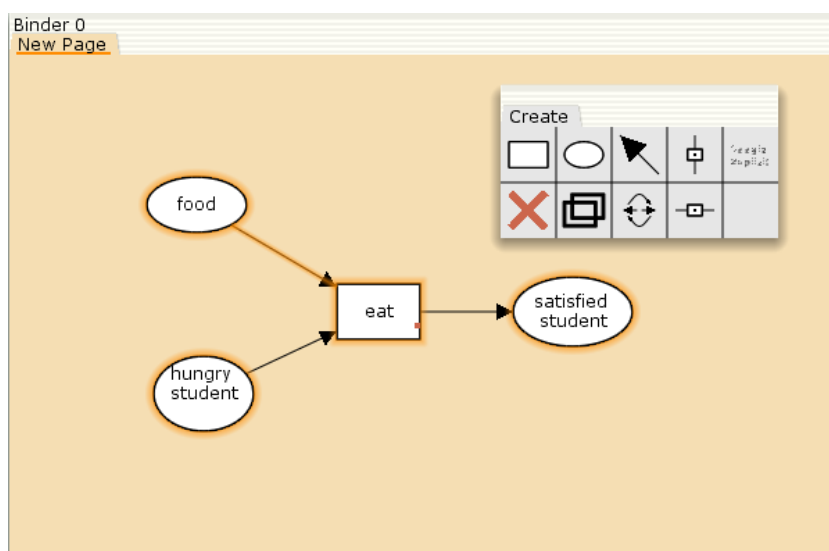 Binder 0
New Page
Create
food
eat
satisfied
student
hungry
student